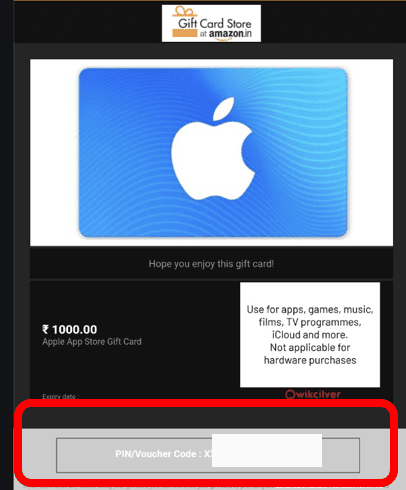 Gift Card Store
at amazon.in
Hope you enjoy this gift card!
₹ 1000.00
Apple App Store Gift Card
Use for apps, games, music,
films, TV programmes,
iCloud and more.
Not applicable for
hardware purchases
Qwikcilver
Expiry date :
PIN/Voucher Code : X